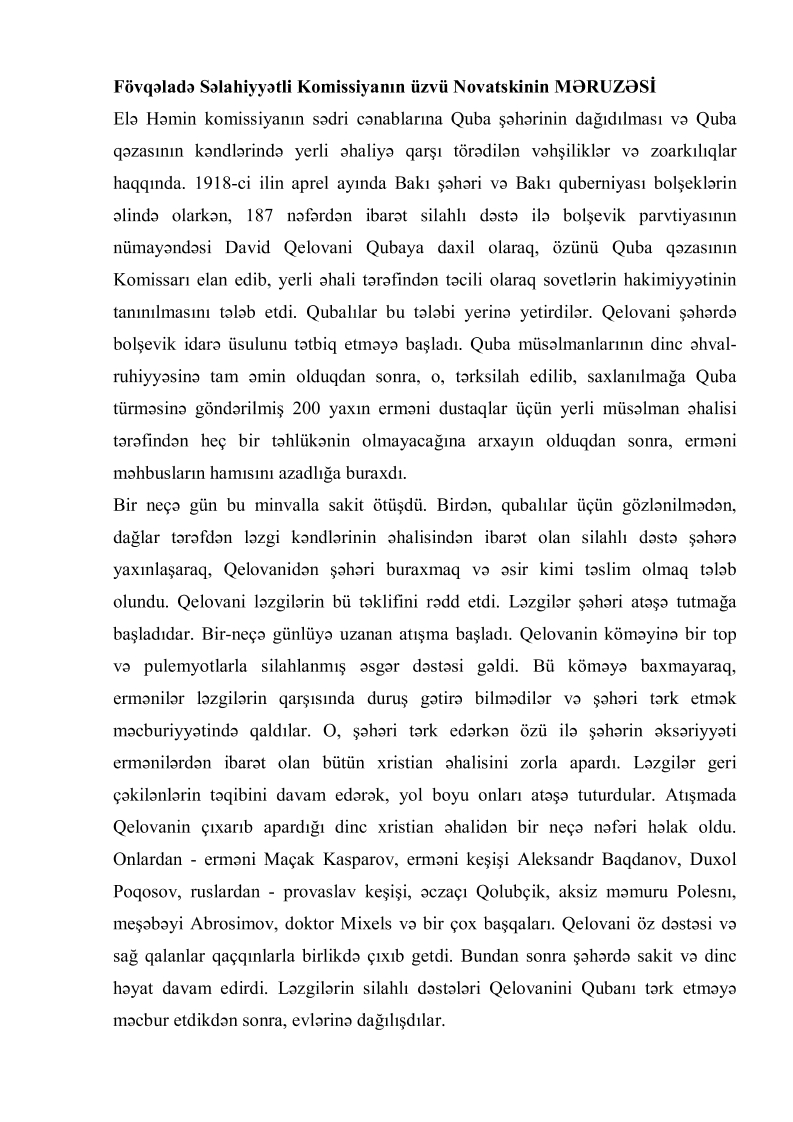 Fövqəladə Səlahiyyətli Komissiyanın üzvü Novatskinin MƏRUZƏSİ
Elə Həmin komissiyanın sədri cənablarına Quba şəhərinin dağıdılması və Quba
qəzasının kəndlərində yerli əhaliyə qarşı törədilən vəhşiliklər və zoarkılıqlar
haqqında. 1918-ci ilin aprel ayında Bakı şəhəri və Bakı quberniyası bolşeklərin
əlində olarkən, 187 nəfərdən ibarət silahlı dəstə ilə bolşevik parvtiyasının
nümayəndəsi David Qelovani Qubaya daxil olaraq, özünü Quba qəzasının
Komissarı elan edib, yerli əhali tərəfindən təcili olaraq sovetlərin hakimiyyətinin
tanınılmasını tələb etdi. Qubalılar bu tələbi yerinə yetirdilər. Qelovani şəhərdə
bolşevik idarə üsulunu tətbiq etməyə başladı. Quba müsəlmanlarının dinc əhval-
ruhiyyəsinə tam əmin olduqdan sonra, o, tərksilah edilib, saxlanılmağa Quba
türməsinə göndərilmiş 200 yaxın erməni dustaqlar üçün yerli müsəlman əhalisi
tərəfindən heç bir təhlükənin olmayacağına arxayın olduqdan sonra, erməni
məhbusların hamısını azadlığa buraxdı.
Bir neçə gün bu minvalla sakit ötüşdü. Birdən, qubalılar üçün gözlənilmədən,
dağlar tərəfdən ləzgi kəndlərinin əhalisindən ibarət olan silahlı dəstə şəhərə
yaxınlaşaraq, Qelovanidən şəhəri buraxmaq və əsir kimi təslim olmaq tələb
olundu. Qelovani ləzgilərin bü təklifini rədd etdi. Ləzgilər şəhəri atəşə tutmağa
başladıdar. Bir-neçə günlüyə uzanan atışma başladı. Qelovanin köməyinə bir top
və pulemyotlarla silahlanmış əsgər dəstəsi gəldi. Bü köməyə baxmayaraq,
ermənilər ləzgilərin qarşısında duruş gətirə bilmədilər və şəhəri tərk etmək
məcburiyyətində qaldılar. O, şəhəri tərk edərkən özü ilə şəhərin əksəriyyəti
ermənilərdən ibarət olan bütün xristian əhalisini zorla apardı. Ləzgilər geri
çəkilənlərin təqibini davam edərək, yol boyu onları atəşə tuturdular. Atışmada
Qelovanin çıxarıb apardığı dinc xristian əhalidən bir neçə nəfəri həlak oldu.
Onlardan - erməni Maçak Kasparov, erməni keşişi Aleksandr Baqdanov, Duxol
Poqosov, ruslardan - provaslav keşişi, əczaçı Qolubçik, aksiz məmuru Polesnı,
meşəbəyi Abrosimov, doktor Mixels və bir çox başqaları. Qelovani öz dəstəsi və
sağ qalanlar qaçqınlarla birlikdə çıxıb getdi. Bundan sonra şəhərdə sakit və dinc
həyat davam edirdi. Ləzgilərin silahlı dəstələri Qelovanini Qubanı tərk etməyə
məcbur etdikdən sonra, evlərinə dağılışdılar.